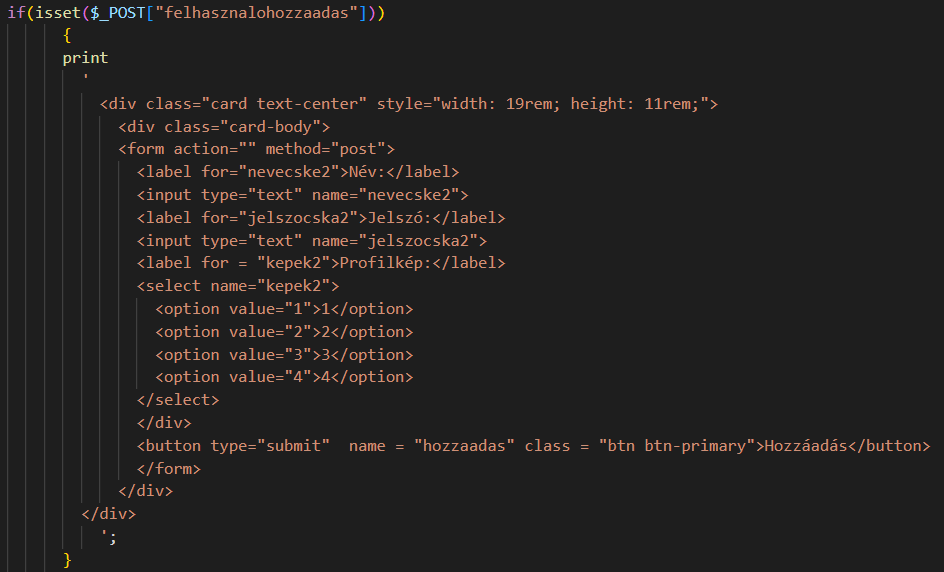 if(isset($_POST["felhasznalohozzaadas"]))
{
print
'
<div class="card text-center" style="width: 19rem; height: 11rem;">
<div class="card-body">
<form action="" method="post">
<label for="nevecske2">Név:</label>
<input type="text" name="nevecske2">
<label for="jelszocska2">Jelszó:</label>
<input type="text" name="jelszocska2">
<label for = "kepek2">Profilkép:</label>
<select name="kepek2">
<option value="1">1</option>
<option value="2">2</option>
<option value="3">3</option>
<option value="4">4</option>
</select>
</div>
<button type="submit"  name = "hozzaadas" class = "btn btn-primary">Hozzáadás</button>
</form>
</div>
</div>
';
}